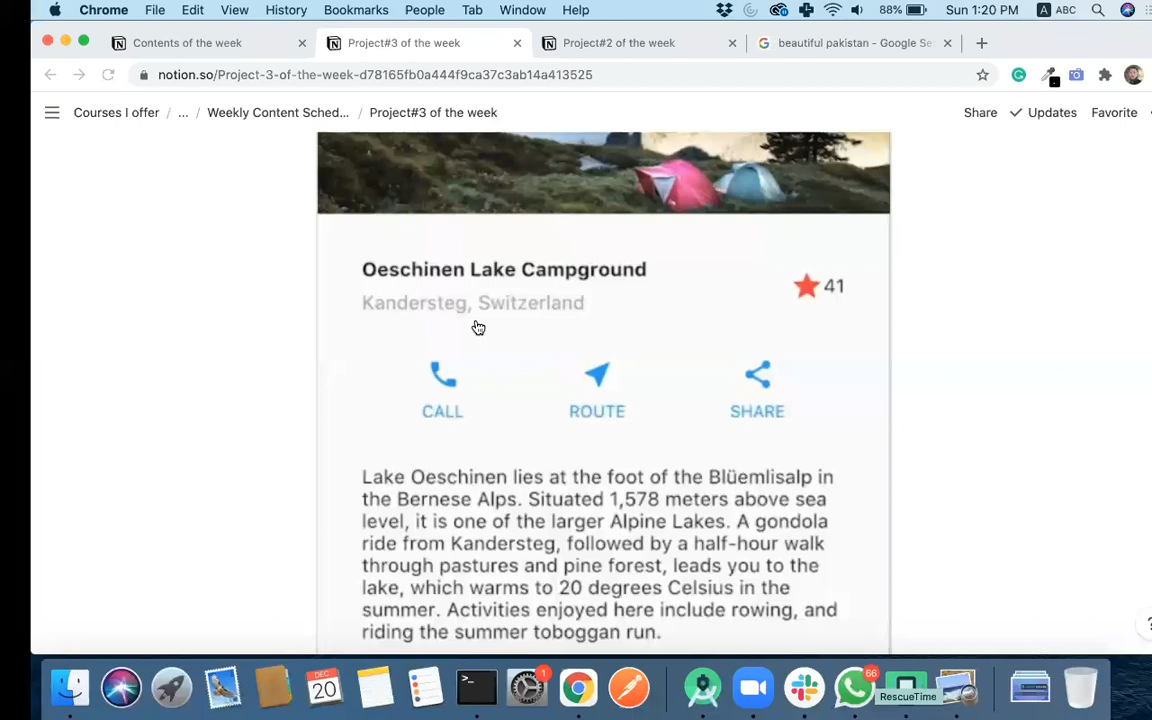 Chrome File Edit View History Bookmarks People Tab Window Help 88% Sun 1:20 PM A ABC
Contents of the week Project#3 of the week Project#2 of the week beautiful pakistan - Google Se
notion.so/Project-3-of-the-week-d78165fb0a444f9ca37c3ab14a413525
Courses I offer / ... / Weekly Content Sched... / Project#3 of the week Share Updates Favorite
Oeschinen Lake Campground
41
Kandersteg, Switzerland
CALL ROUTE SHARE
Lake Oeschinen lies at the foot of the Blüemlisalp in
the Bernese Alps. Situated 1,578 meters above sea
level, it is one of the larger Alpine Lakes. A gondola
ride from Kandersteg, followed by a half-hour walk
through pastures and pine forest, leads you to the
lake, which warms to 20 degrees Celsius in the
summer. Activities enjoyed here include rowing, and
riding the summer toboggan run.
?
DEC
20
1
66
RescueTime